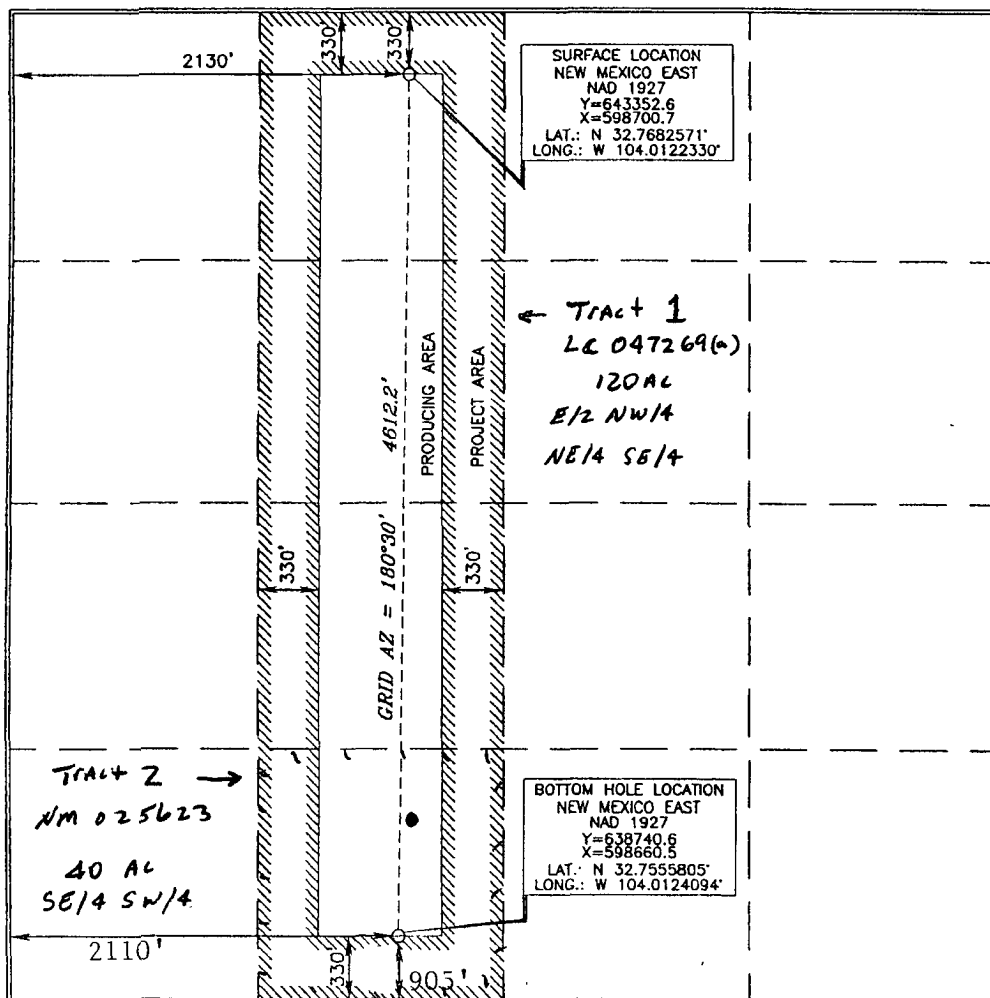 330'
330'
2130'
SURFACE LOCATION
NEW MEXICO EAST
NAD 1927
Y=643352.6
X=598700.7
LAT.: N 32.7682571°
LONG.: W 104.0122330°
← Tract 1
LC 047269(a)
120 AC
E/2 NW/4
NE/4 SE/4
PRODUCING AREA
PROJECT AREA
4612.2'
GRID AZ = 180°30'
330'
330'
Tract 2 →
NM 025623
40 AC
SE/4 SW/4
BOTTOM HOLE LOCATION
NEW MEXICO EAST
NAD 1927
Y=638740.6
X=598660.5
LAT.: N 32.7555805°
LONG.: W 104.0124094°
2110'
330'
905'